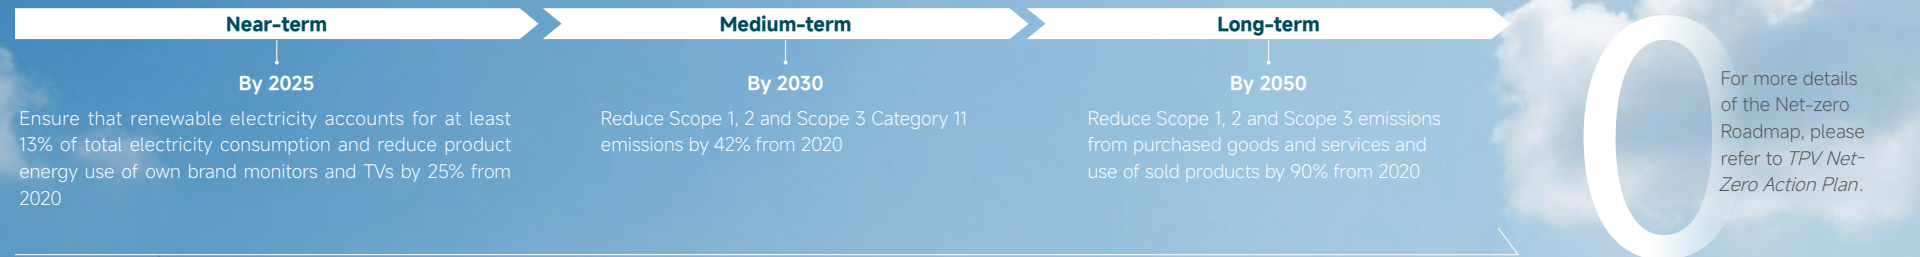 Near-term
By 2025
Ensure that renewable electricity accounts for at least
13% of total electricity consumption and reduce product
energy use of own brand monitors and TVs by 25% from
2020
Medium-term
By 2030
Reduce Scope 1, 2 and Scope 3 Category 11
emissions by 42% from 2020
Long-term
By 2050
Reduce Scope 1, 2 and Scope 3 emissions
from purchased goods and services and
use of sold products by 90% from 2020
0
For more details
of the Net-zero
Roadmap, please
refer to TPV Net-
Zero Action Plan.